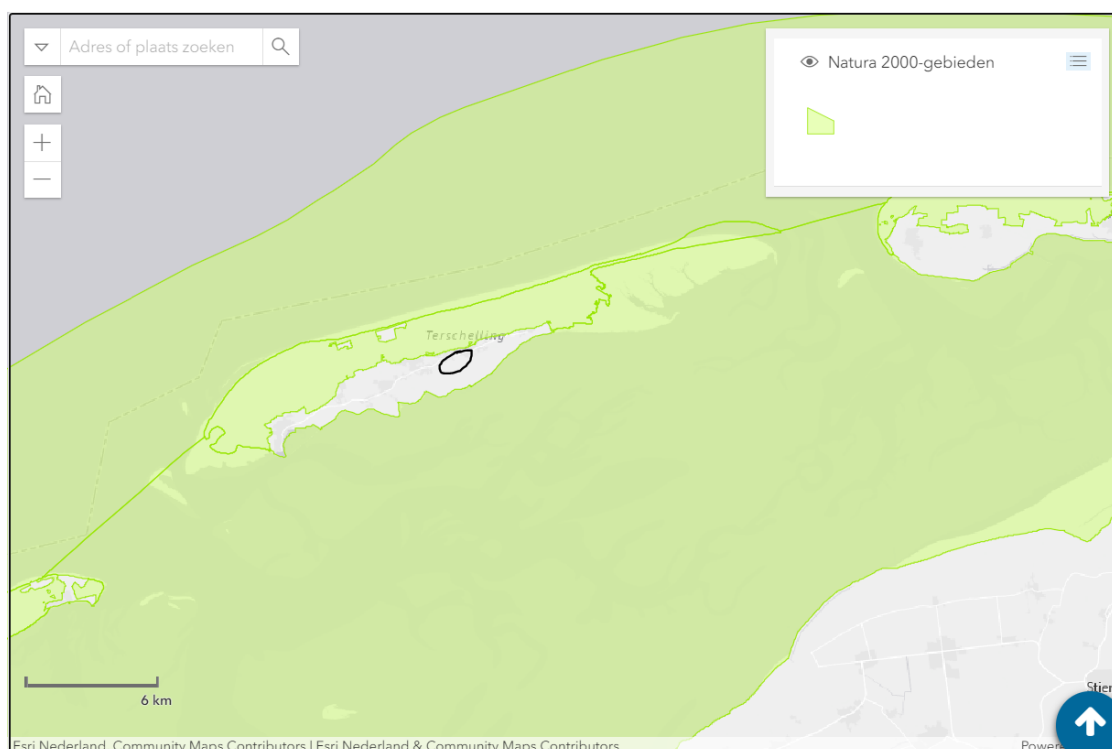 Adres of plaats zoeken
Natura 2000-gebieden
Terschelling
6 km
Esri Nederland, Community Maps Contributors | Esri Nederland & Community Maps Contributors